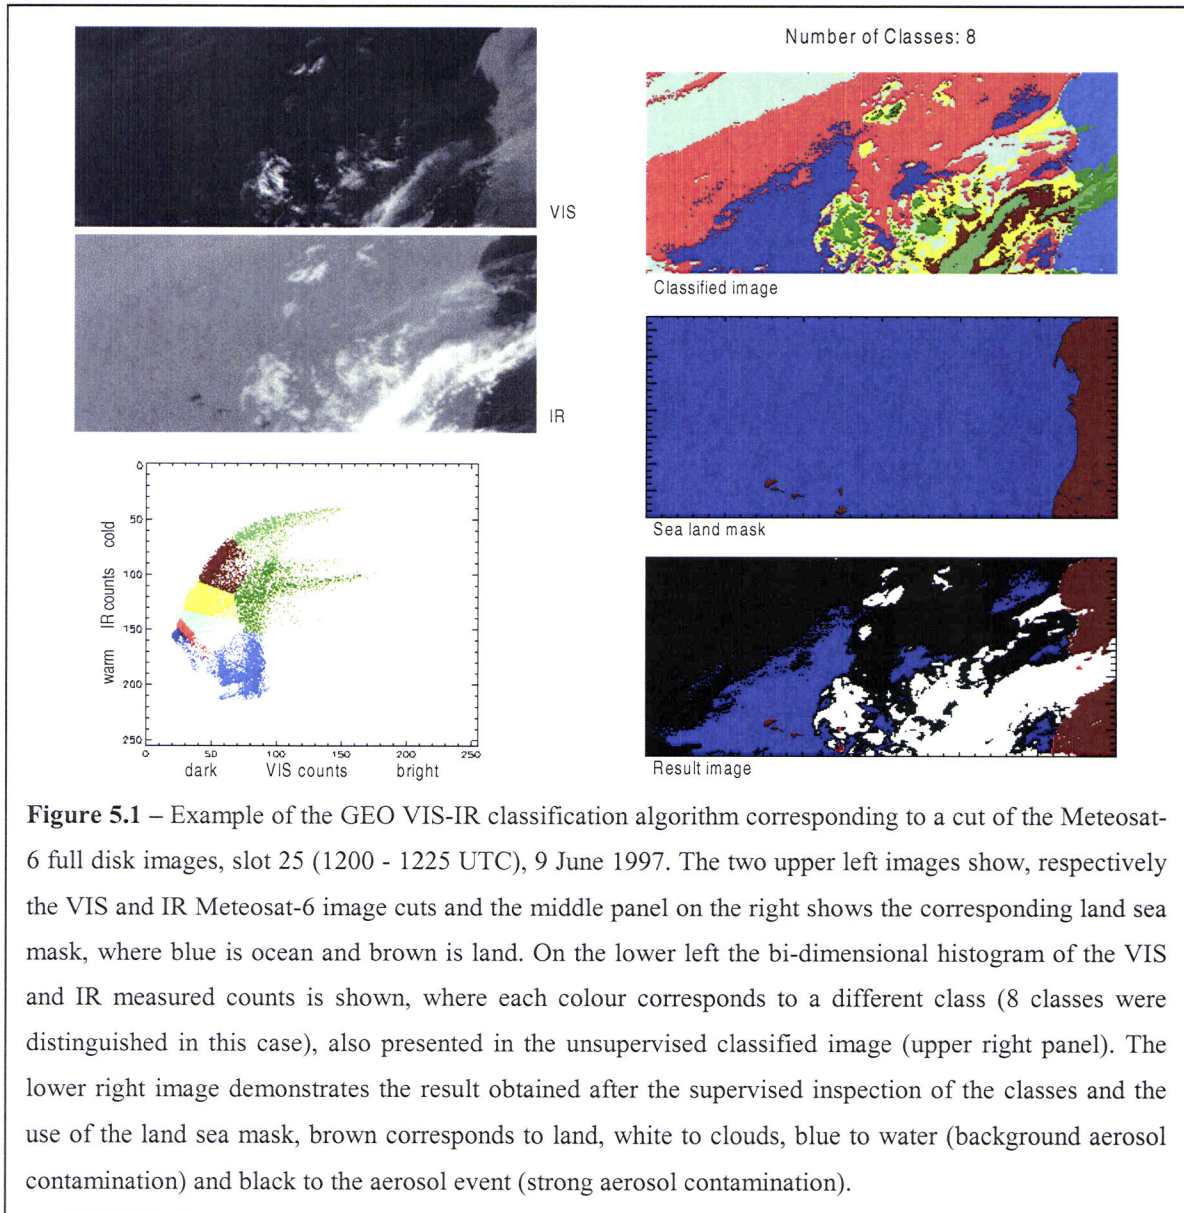 Number of Classes: 8
VIS
Classified image
IR
Sea land mask
0
50
100
150
200
250
warm IR counts cold
0 50 100 150 200 250
dark VIS counts bright
Result image
Figure 5.1 – Example of the GEO VIS-IR classification algorithm corresponding to a cut of the Meteosat-
6 full disk images, slot 25 (1200 - 1225 UTC), 9 June 1997. The two upper left images show, respectively
the VIS and IR Meteosat-6 image cuts and the middle panel on the right shows the corresponding land sea
mask, where blue is ocean and brown is land. On the lower left the bi-dimensional histogram of the VIS
and IR measured counts is shown, where each colour corresponds to a different class (8 classes were
distinguished in this case), also presented in the unsupervised classified image (upper right panel). The
lower right image demonstrates the result obtained after the supervised inspection of the classes and the
use of the land sea mask, brown corresponds to land, white to clouds, blue to water (background aerosol
contamination) and black to the aerosol event (strong aerosol contamination).